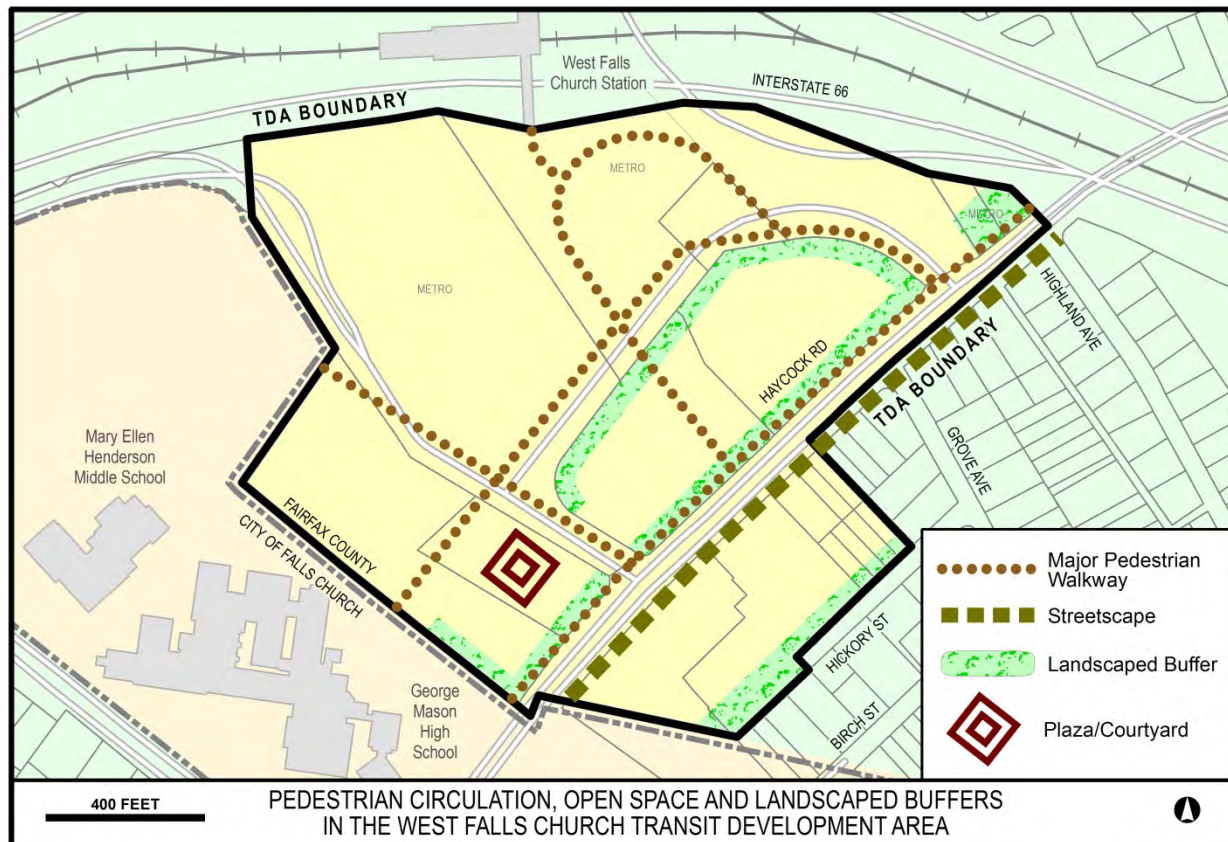 West Falls
Church Station
INTERSTATE 66
TDA BOUNDARY
METRO
METRO
METRO
HIGHLAND AVE
HAYCOCK RD
TDA BOUNDARY
GROVE AVE
Mary Ellen
Henderson
Middle School
FAIRFAX COUNTY
CITY OF FALLS CHURCH
George
Mason
High
School
HICKORY ST
BIRCH ST
Major Pedestrian
Walkway
Streetscape
Landscaped Buffer
Plaza/Courtyard
400 FEET
PEDESTRIAN CIRCULATION, OPEN SPACE AND LANDSCAPED BUFFERS
IN THE WEST FALLS CHURCH TRANSIT DEVELOPMENT AREA